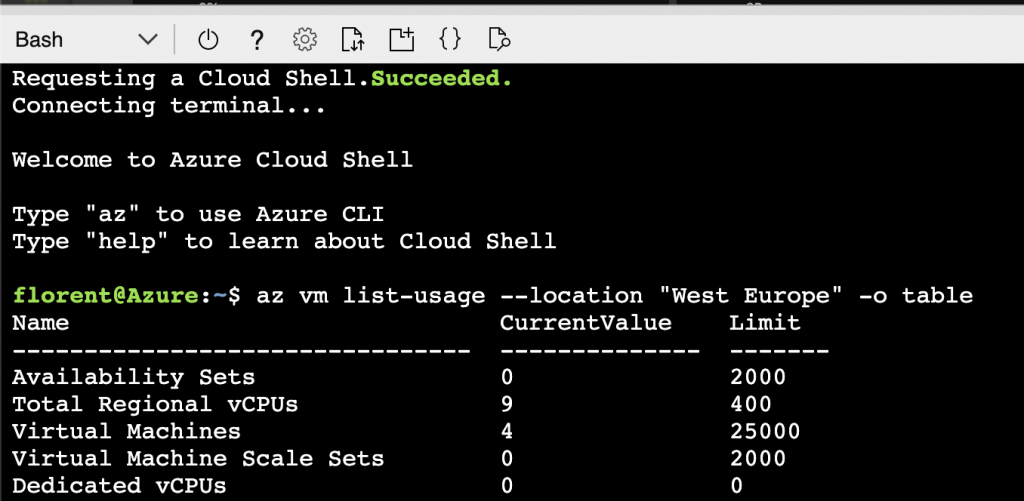 Bash
Requesting a Cloud Shell.Succeeded.
Connecting terminal...
Welcome to Azure Cloud Shell
Type "az" to use Azure CLI
Type "help" to learn about Cloud Shell
florent@Azure:~$ az vm list-usage --location "West Europe" -o table
Name CurrentValue Limit
-------------------------------- -------------- -------
Availability Sets 0 2000
Total Regional vCPUs 9 400
Virtual Machines 4 25000
Virtual Machine Scale Sets 0 2000
Dedicated vCPUs 0 0